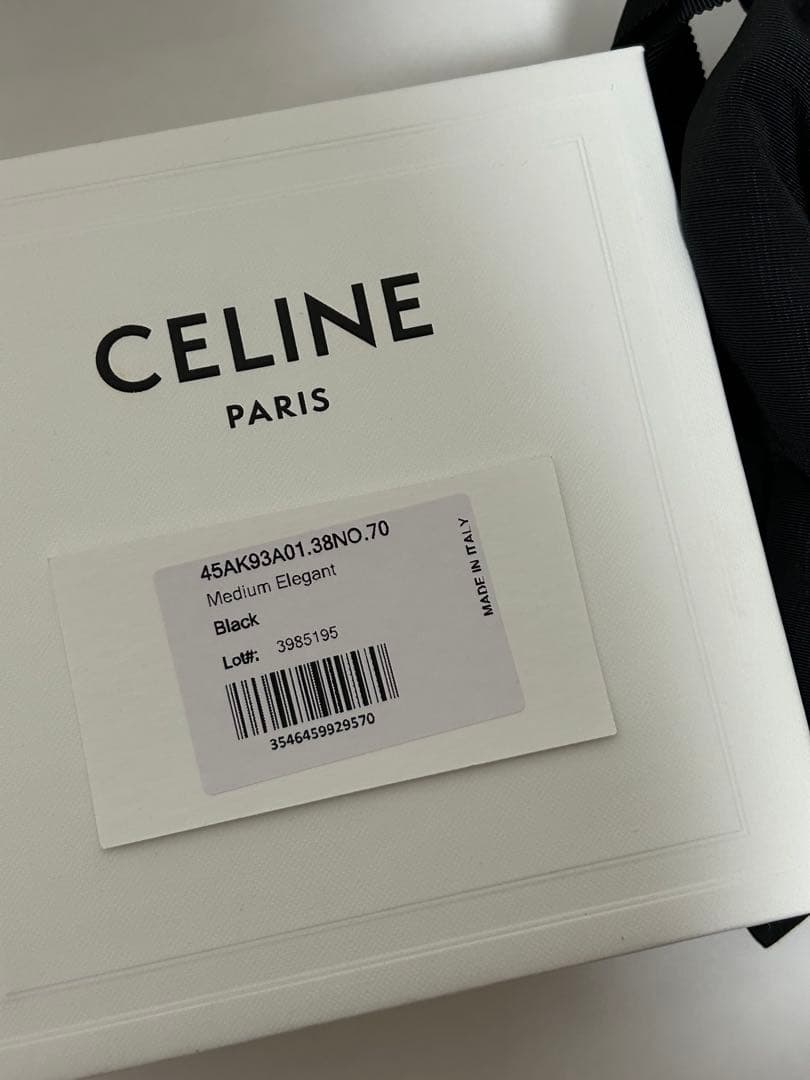 CELINE
PARIS
45AK93A01.38NO.70
Medium Elegant
Black
Lot#: 3985195
3546459929570
MADE IN ITALY